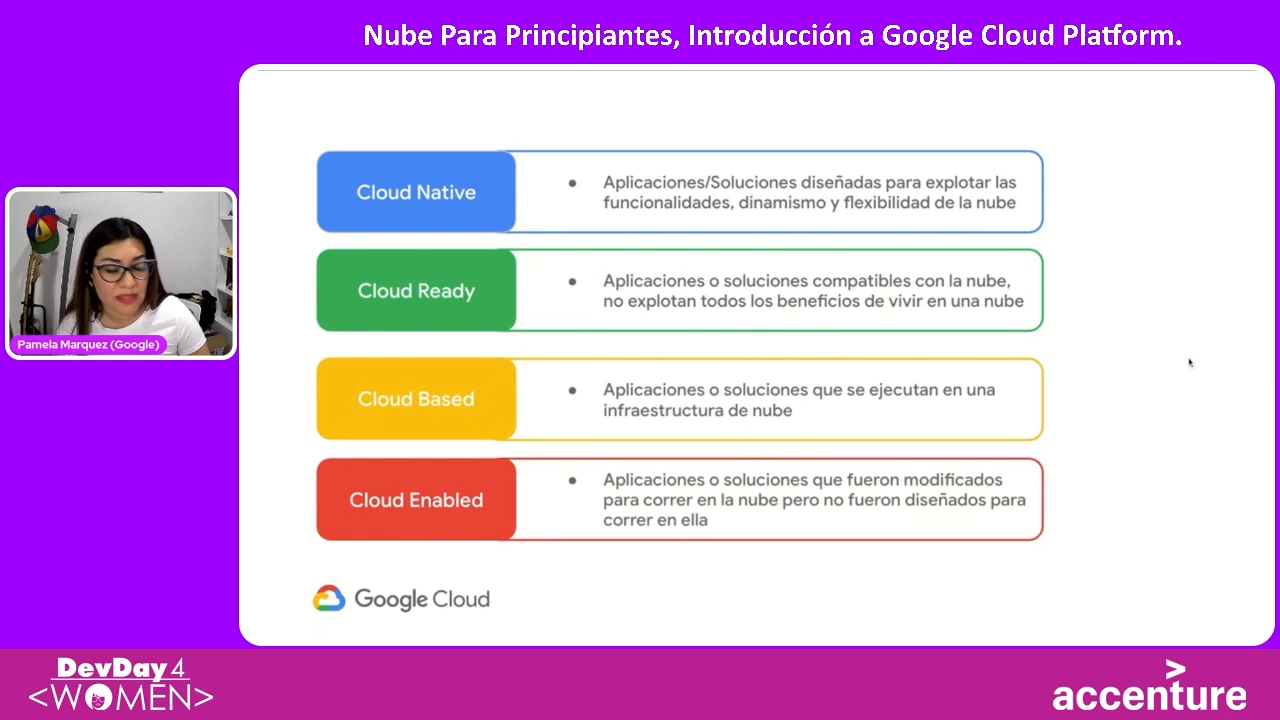 Nube Para Principiantes, Introducción a Google Cloud Platform.
Cloud Native
● Aplicaciones/Soluciones diseñadas para explotar las
funcionalidades, dinamismo y flexibilidad de la nube
Cloud Ready
● Aplicaciones o soluciones compatibles con la nube,
no explotan todos los beneficios de vivir en una nube
Cloud Based
● Aplicaciones o soluciones que se ejecutan en una
infraestructura de nube
Cloud Enabled
● Aplicaciones o soluciones que fueron modificados
para correr en la nube pero no fueron diseñados para
correr en ella
Pamela Marquez (Google)
Google Cloud
DevDay4
<WOMEN>
accenture